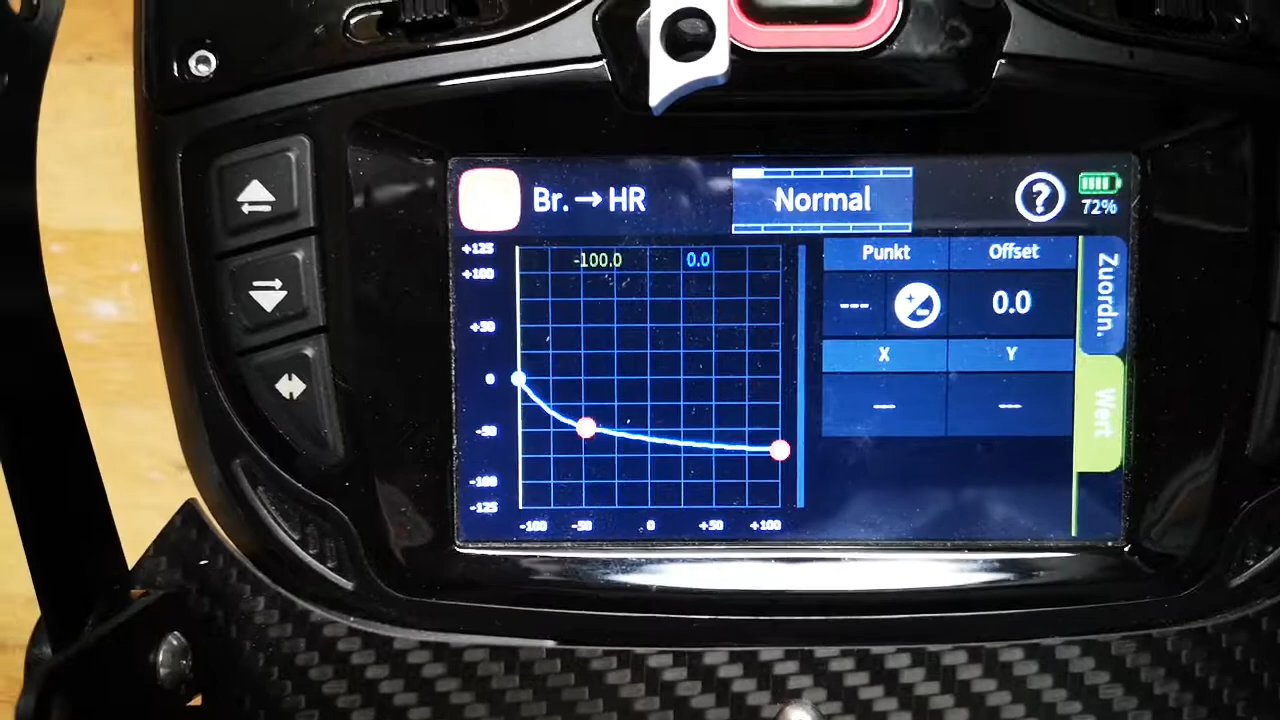 Br. → HR
Normal
?
72%
+125
+100
+50
0
-50
-100
-125
-100.0 0.0
-100 -50 0 +50 +100
Punkt Offset
--- 0.0
X Y
--- ---
Zuordn.
Wert